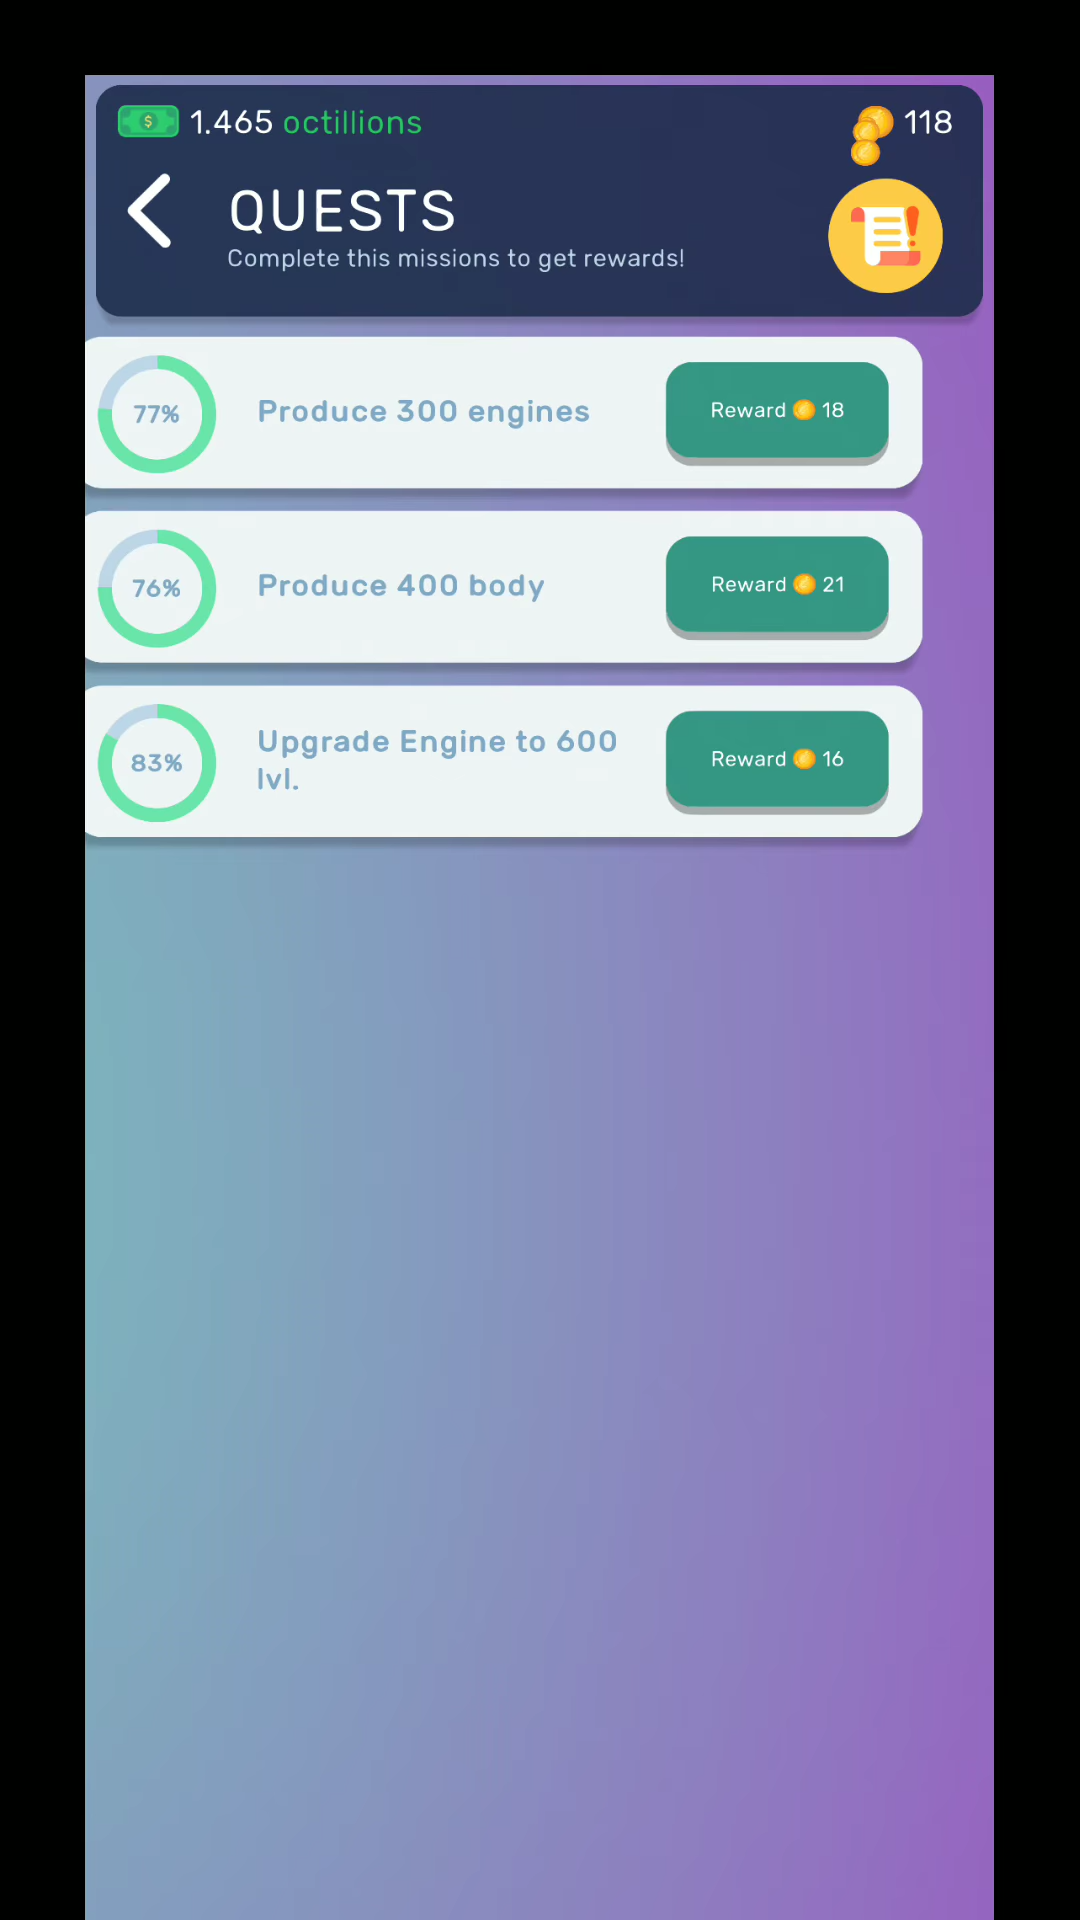 1.465 octillions
118
QUESTS
Complete this missions to get rewards!
77%
Produce 300 engines
Reward 18
76%
Produce 400 body
Reward 21
83%
Upgrade Engine to 600
lvl.
Reward 16